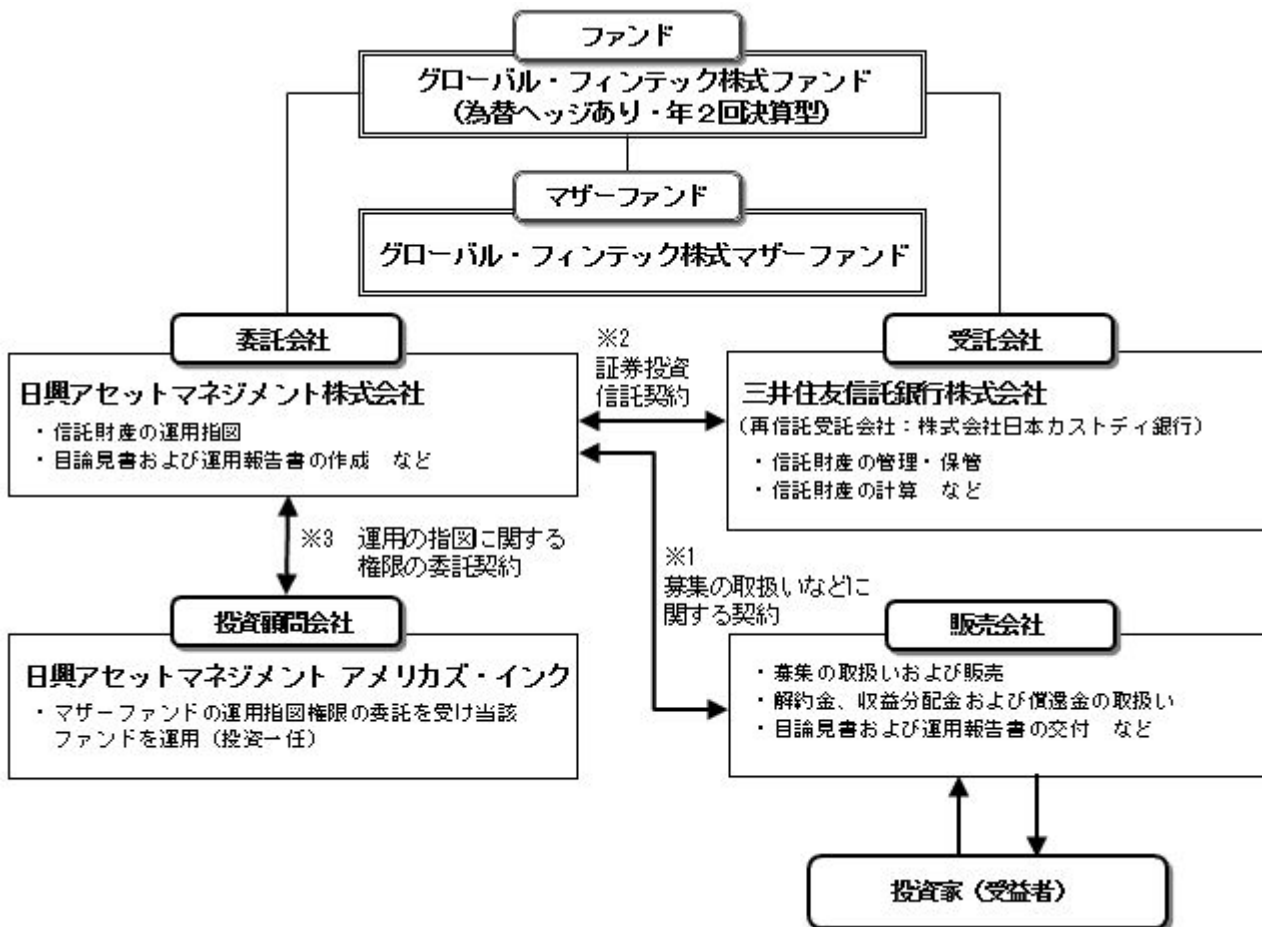 ファンド
グローバル・フィンテック株式ファンド
(為替ヘッジあり・年２回決算型)
マザーファンド
グローバル・フィンテック株式マザーファンド
委託会社
日興アセットマネジメント株式会社
・信託財産の運用指図
・目論見書および運用報告書の作成　など
※2
証券投資
信託契約
受託会社
三井住友信託銀行株式会社
（再信託受託会社：株式会社日本カストディ銀行）
・信託財産の管理・保管
・信託財産の計算　など
※3　運用の指図に関する
権限の委託契約
※1
募集の取扱いなどに
関する契約
投資顧問会社
日興アセットマネジメント アメリカズ・インク
・マザーファンドの運用指図権限の委託を受け当該
ファンドを運用（投資一任）
販売会社
・募集の取扱いおよび販売
・解約金、収益分配金および償還金の取扱い
・目論見書および運用報告書の交付　など
投資家（受益者）